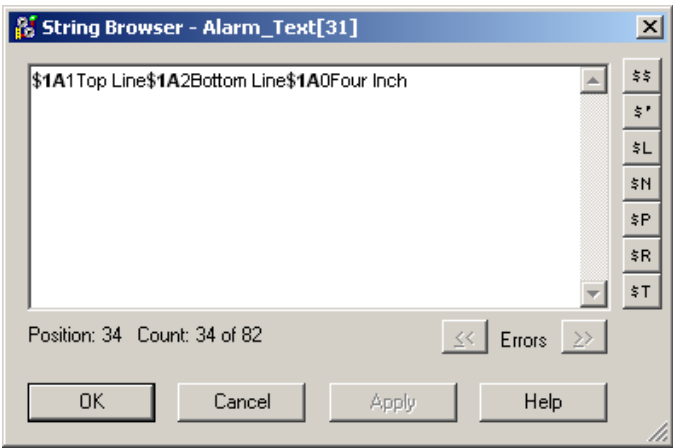 String Browser - Alarm_Text[31]
$1A1Top Line$1A2Bottom Line$1A0Four Inch
$$
$'
$L
$N
$P
$R
$T
Position: 34 Count: 34 of 82
<< Errors >>
OK Cancel Apply Help